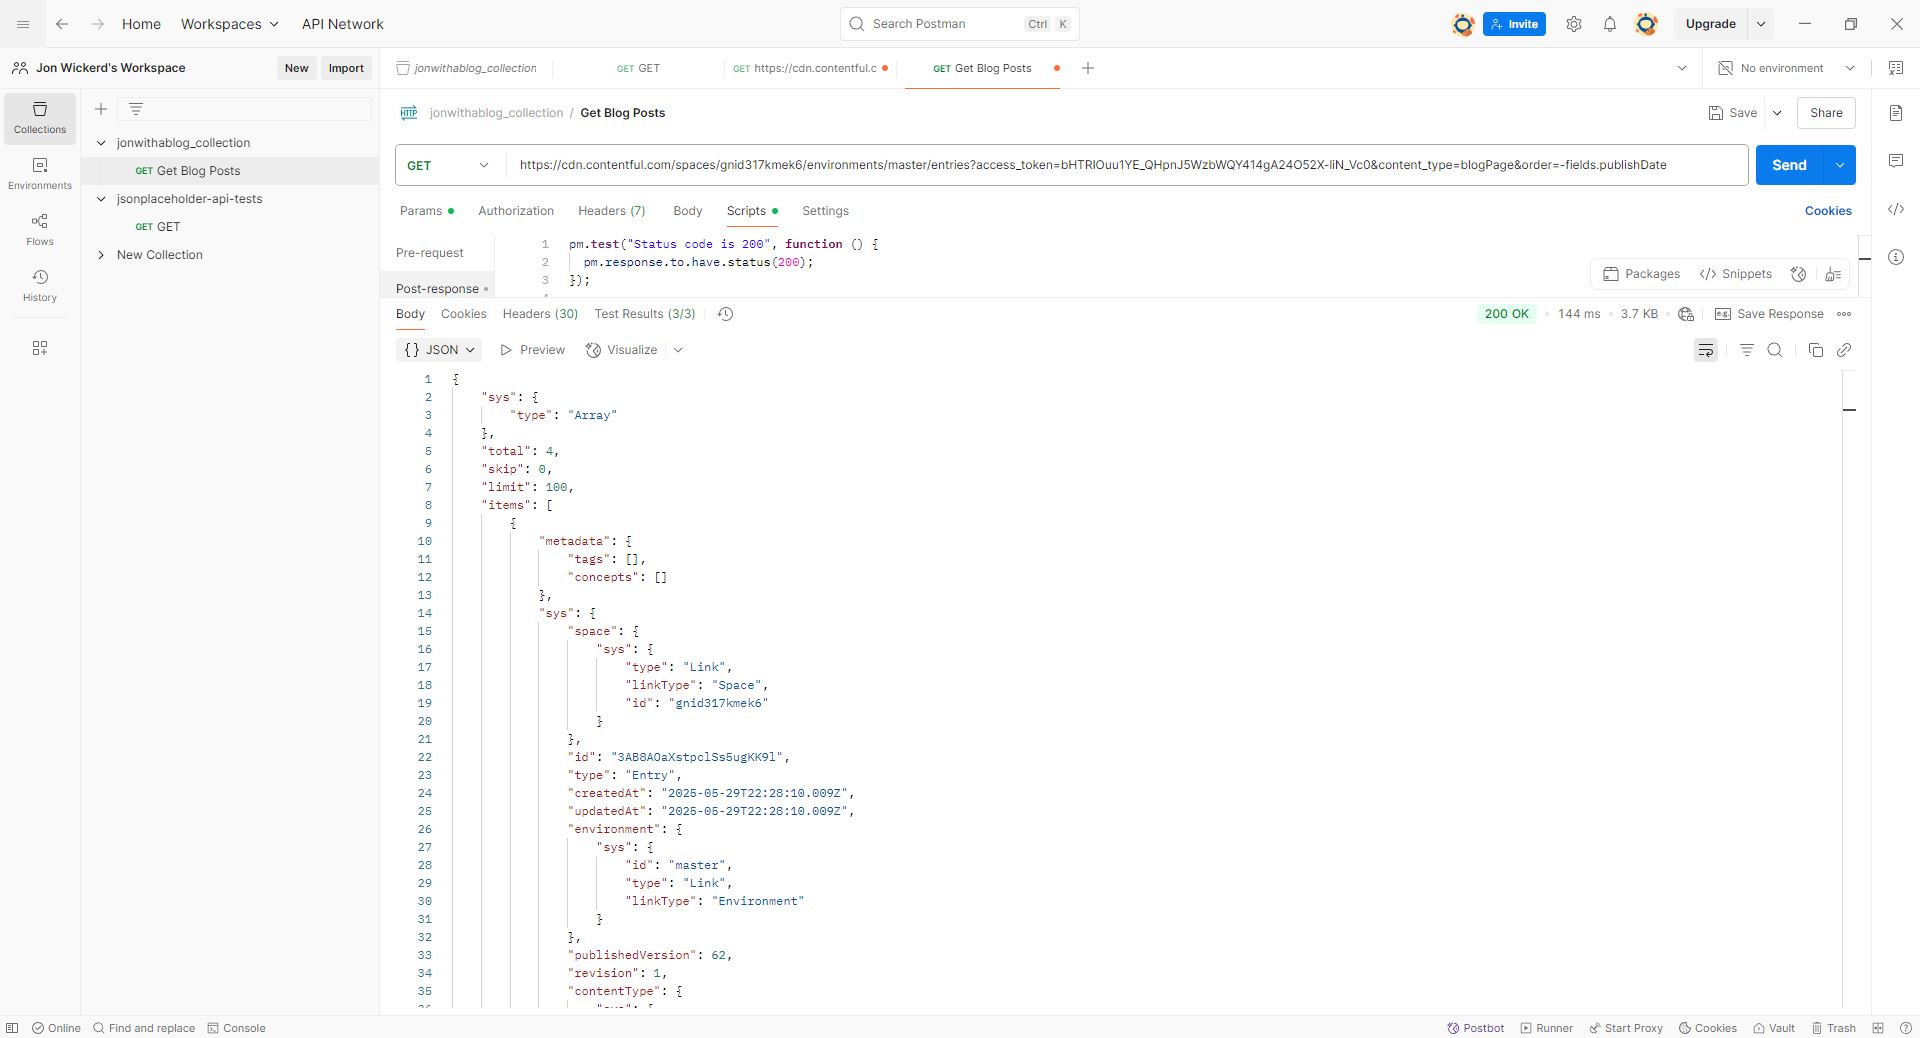 Home Workspaces API Network Search Postman Ctrl K Invite Upgrade
Jon Wickerd's Workspace New Import
jonwithablog_collection GET GET GET https://cdn.contentful.c GET Get Blog Posts No environment
Collections
Environments
Flows
History
jonwithablog_collection
GET Get Blog Posts
jsonplaceholder-api-tests
GET GET
New Collection
HTTP jonwithablog_collection / Get Blog Posts Save Share
GET https://cdn.contentful.com/spaces/gnid317kmek6/environments/master/entries?access_token=bHTRIOuu1YE_QHpnJ5WzbWQY414gA24O52X-liN_Vc0&content_type=blogPage&order=-fields.publishDate Send
Params Authorization Headers (7) Body Scripts Settings Cookies
Pre-request
Post-response
1 pm.test("Status code is 200", function () {
2 pm.response.to.have.status(200);
3 });
Packages </> Snippets
Body Cookies Headers (30) Test Results (3/3) 200 OK 144 ms 3.7 KB e.g. Save Response
{} JSON Preview Visualize
1 {
2 "sys": {
3 "type": "Array"
4 },
5 "total": 4,
6 "skip": 0,
7 "limit": 100,
8 "items": [
9 {
10 "metadata": {
11 "tags": [],
12 "concepts": []
13 },
14 "sys": {
15 "space": {
16 "sys": {
17 "type": "Link",
18 "linkType": "Space",
19 "id": "gnid317kmek6"
20 }
21 },
22 "id": "3AB8AOaXstpclSs5ugKK9l",
23 "type": "Entry",
24 "createdAt": "2025-05-29T22:28:10.009Z",
25 "updatedAt": "2025-05-29T22:28:10.009Z",
26 "environment": {
27 "sys": {
28 "id": "master",
29 "type": "Link",
30 "linkType": "Environment"
31 }
32 },
33 "publishedVersion": 62,
34 "revision": 1,
35 "contentType": {
Online Find and replace Console Postbot Runner Start Proxy Cookies Vault Trash